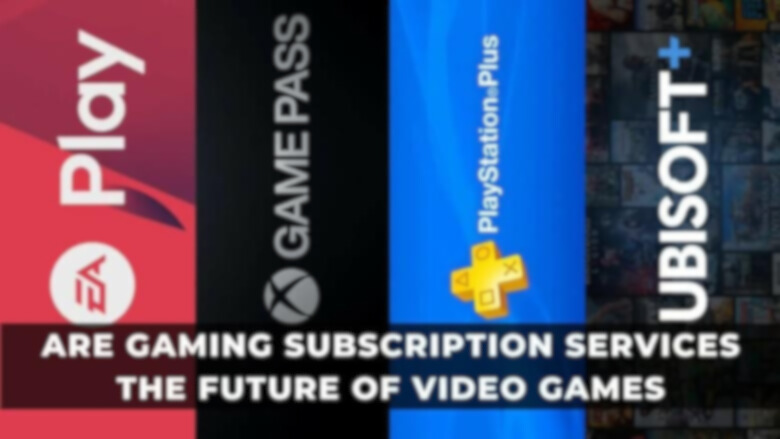 EA Play
GAME PASS
PlayStation®Plus
UBISOFT+
ARE GAMING SUBSCRIPTION SERVICES
THE FUTURE OF VIDEO GAMES